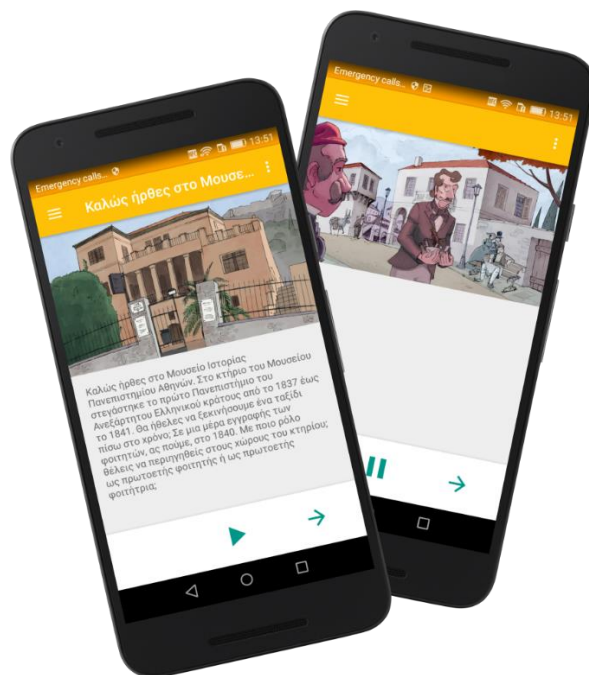 Emergency calls... 13:51
Καλώς ήρθες στο Μουσε...
Καλώς ήρθες στο Μουσείο Ιστορίας
Πανεπιστημίου Αθηνών. Στο κτήριο του Μουσείου
στεγάστηκε το πρώτο Πανεπιστήμιο του
Ανεξάρτητου Ελληνικού κράτους από το 1837 έως
το 1841. Θα ήθελες να ξεκινήσουμε ένα ταξίδι
πίσω στο χρόνο; Σε μια μέρα εγγραφής των
φοιτητών, ας πούμε, στο 1840. Με ποιο ρόλο
θέλεις να περιηγηθείς στους χώρους του κτηρίου;
ως πρωτοετής φοιτητής ή ως πρωτοετής
φοιτήτρια;
Emergency calls... 13:51